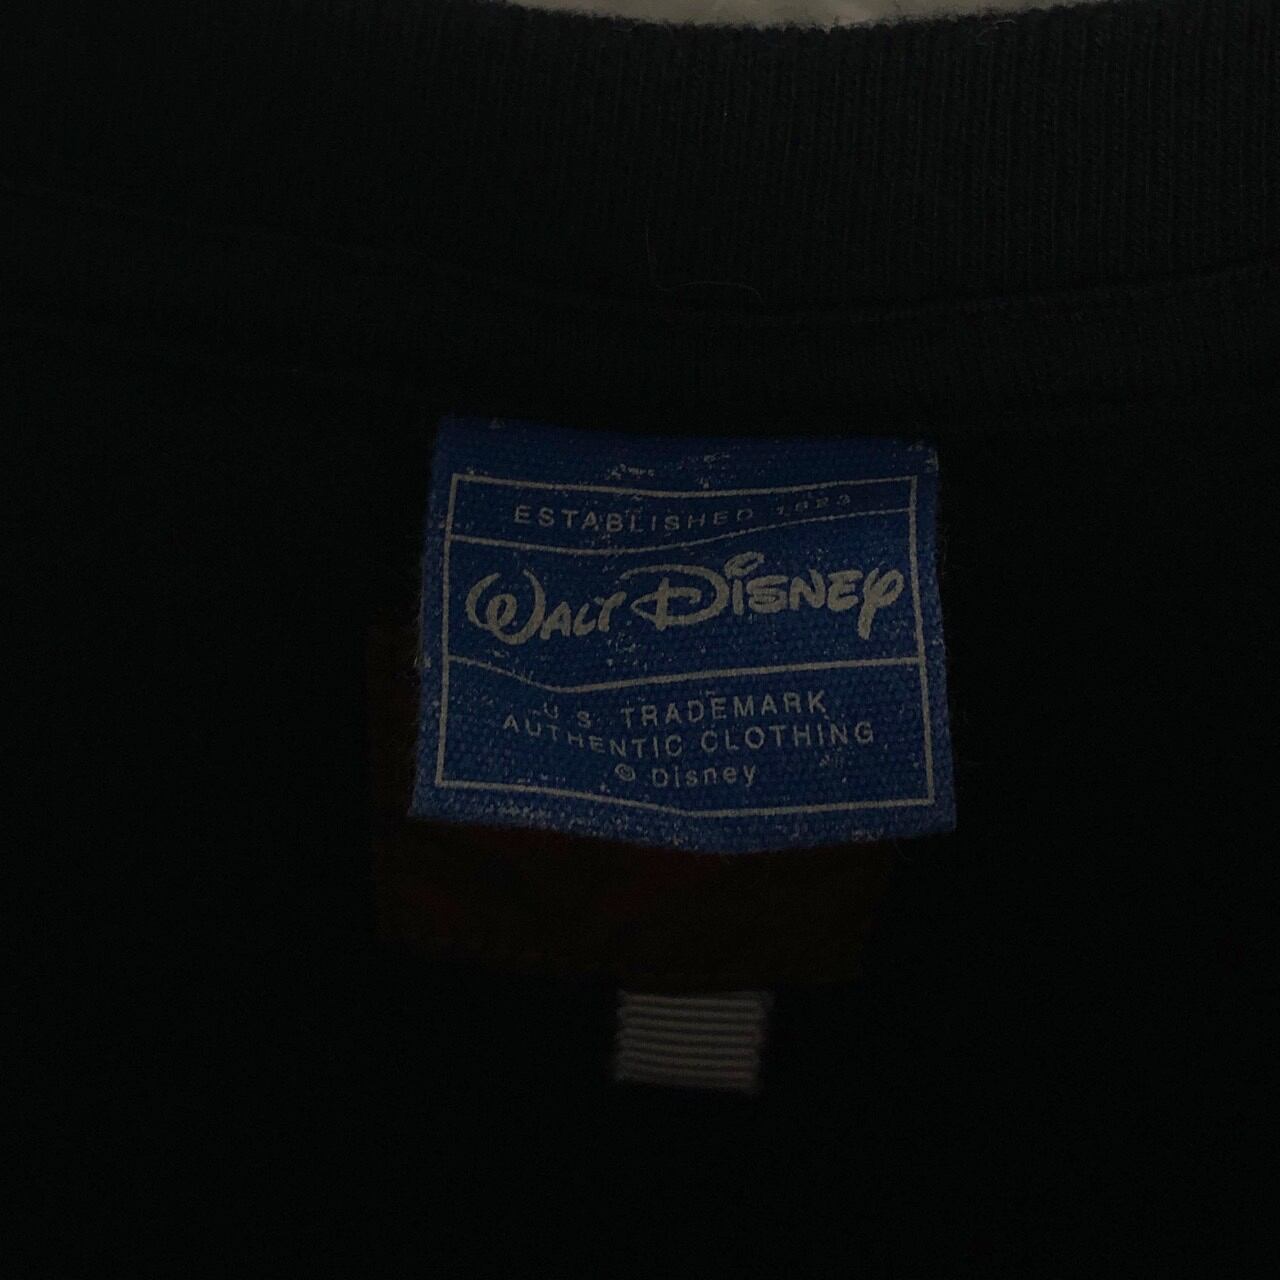 ESTABLISHED 1923
WALT DISNEY
U S TRADEMARK
AUTHENTIC CLOTHING
© Disney